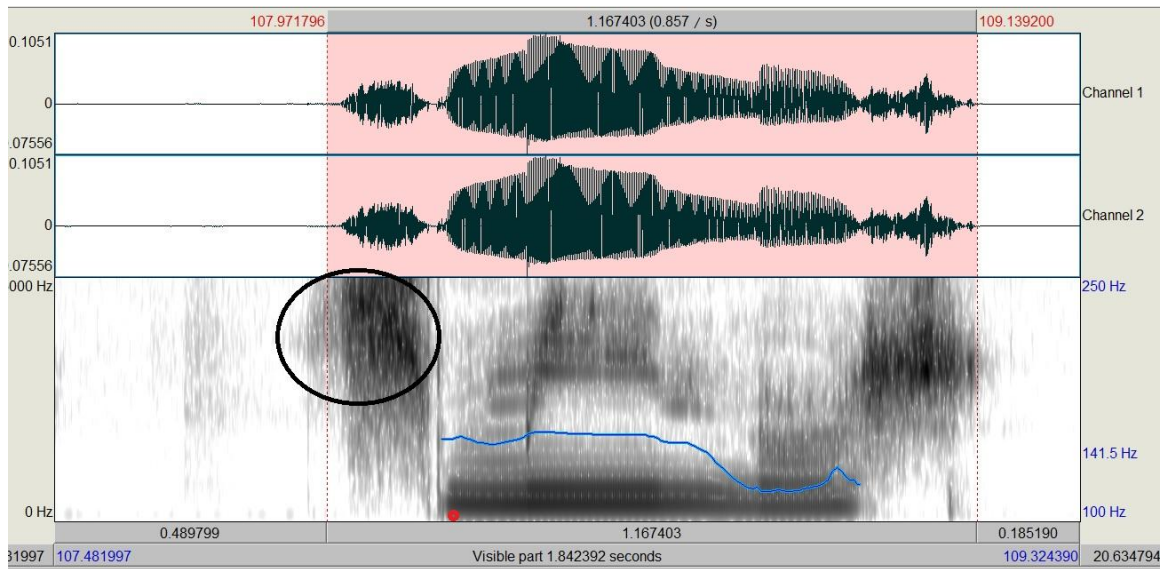 107.971796 1.167403 (0.857 / s) 109.139200
0.1051
0
.07556
Channel 1
0.1051
0
.07556
Channel 2
000 Hz
250 Hz
141.5 Hz
0 Hz
100 Hz
0.489799 1.167403 0.185190
31997 107.481997 Visible part 1.842392 seconds 109.324390 20.634794